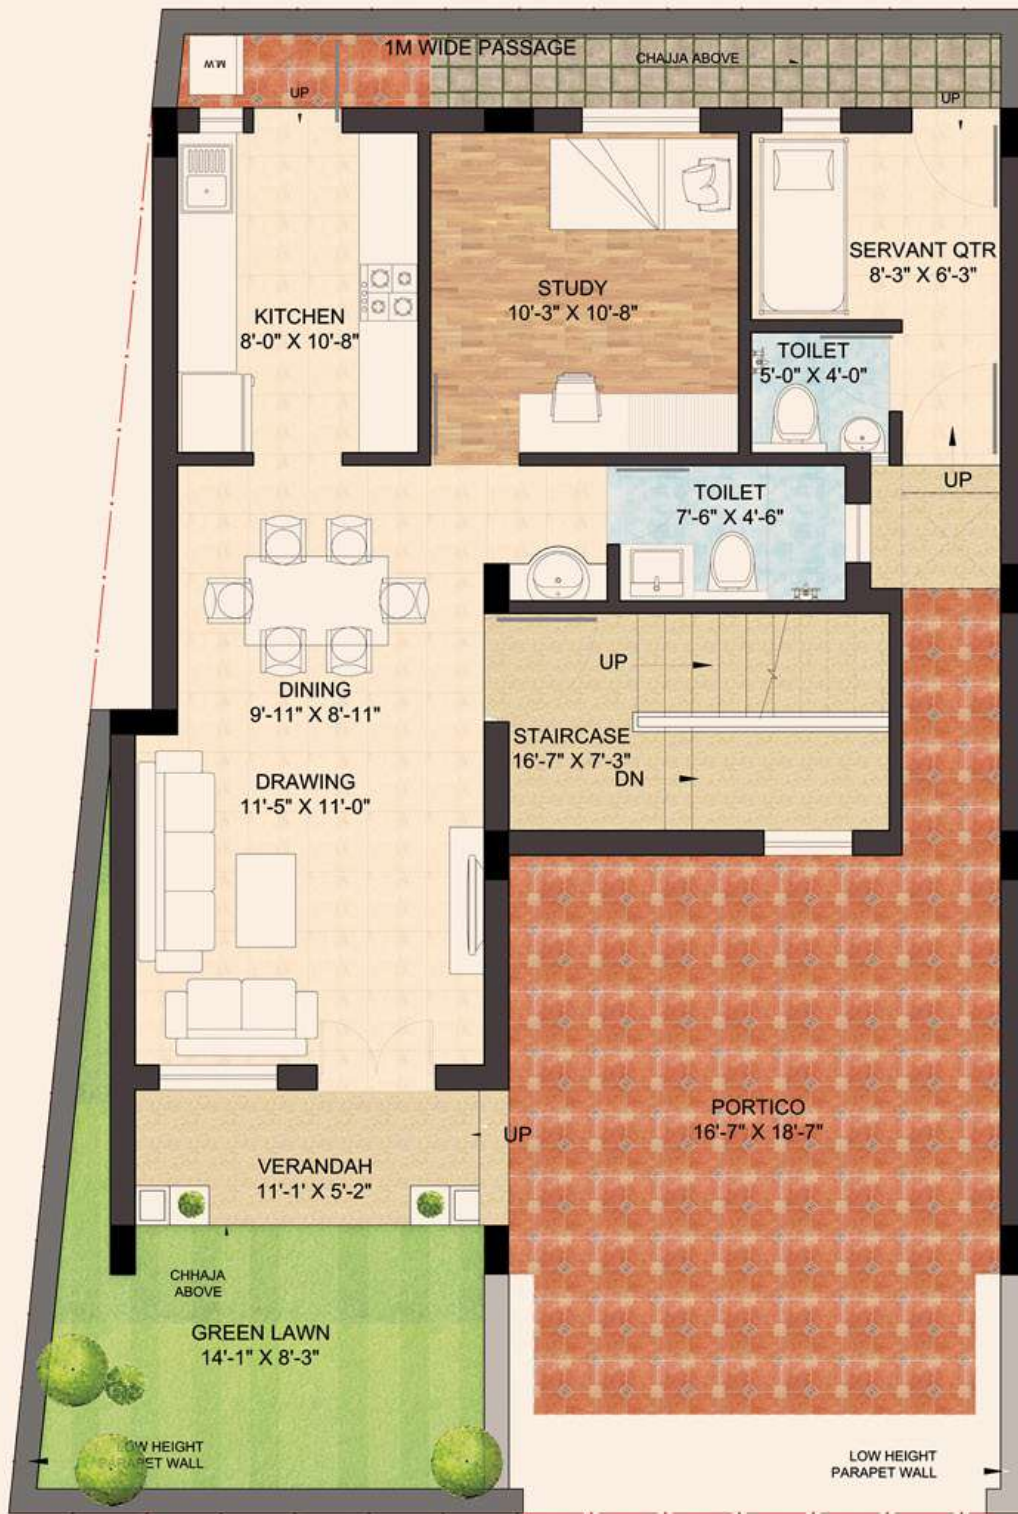 1M WIDE PASSAGE
CHAJJA ABOVE
M.W
UP
UP
SERVANT QTR
8'-3" X 6'-3"
STUDY
10'-3" X 10'-8"
KITCHEN
8'-0" X 10'-8"
TOILET
5'-0" X 4'-0"
UP
TOILET
7'-6" X 4'-6"
UP
DINING
9'-11" X 8'-11"
STAIRCASE
16'-7" X 7'-3"
DN
DRAWING
11'-5" X 11'-0"
PORTICO
16'-7" X 18'-7"
UP
VERANDAH
11'-1' X 5'-2"
CHHAJA
ABOVE
GREEN LAWN
14'-1" X 8'-3"
LOW HEIGHT
PARAPET WALL
LOW HEIGHT
PARAPET WALL